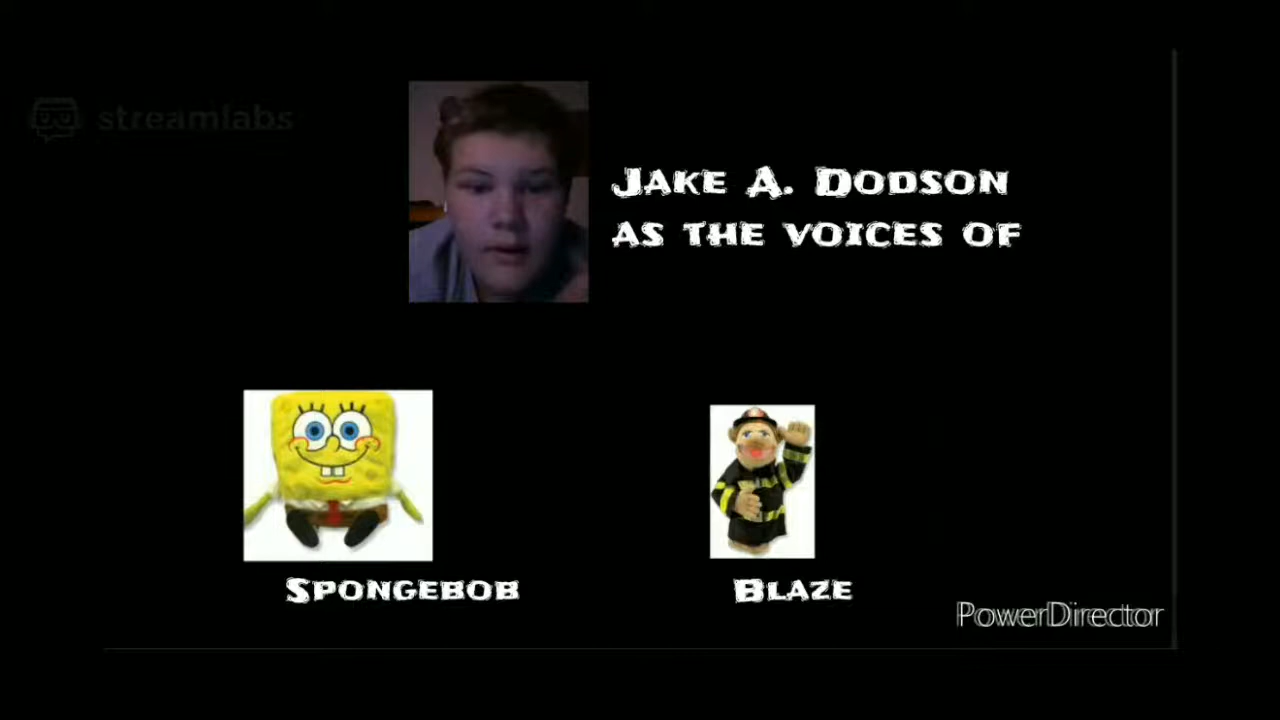 streamlabs
Jake A. Dodson
as the voices of
Spongebob
Blaze
PowerDirector